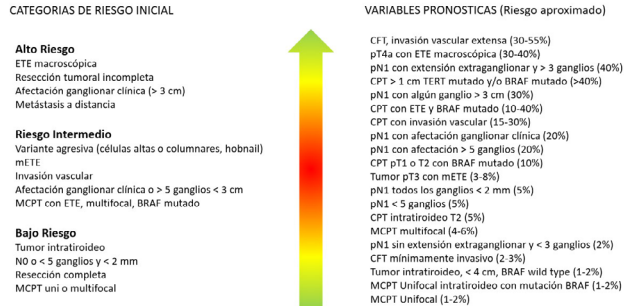 CATEGORIAS DE RIESGO INICIAL
Alto Riesgo
ETE macroscópica
Resección tumoral incompleta
Afectación ganglionar clínica (> 3 cm)
Metástasis a distancia
Riesgo Intermedio
Variante agresiva (células altas o columnares, hobnail)
mETE
Invasión vascular
Afectación ganglionar clínica o > 5 ganglios < 3 cm
MCPT con ETE, multifocal, BRAF mutado
Bajo Riesgo
Tumor intratiroideo
N0 o < 5 ganglios y < 2 mm
Resección completa
MCPT uni o multifocal
VARIABLES PRONOSTICAS (Riesgo aproximado)
CFT, invasión vascular extensa (30-55%)
pT4a con ETE macroscópica (30-40%)
pN1 con extensión extraganglionar y > 3 ganglios (40%)
CPT > 1 cm TERT mutado y/o BRAF mutado (>40%)
pN1 con algún ganglio > 3 cm (30%)
CPT con ETE y BRAF mutado (10-40%)
CPT con invasión vascular (15-30%)
pN1 con afectación ganglionar clínica (20%)
pN1 con afectación > 5 ganglios (20%)
CPT pT1 o T2 con BRAF mutado (10%)
Tumor pT3 con mETE (3-8%)
pN1 todos los ganglios < 2 mm (5%)
pN1 < 5 ganglios (5%)
CPT intratiroideo T2 (5%)
MCPT multifocal (4-6%)
pN1 sin extensión extraganglionar y < 3 ganglios (2%)
CFT mínimamente invasivo (2-3%)
Tumor intratiroideo, < 4 cm, BRAF wild type (1-2%)
MCPT Unifocal intratiroideo con mutación BRAF (1-2%)
MCPT Unifocal (1-2%)